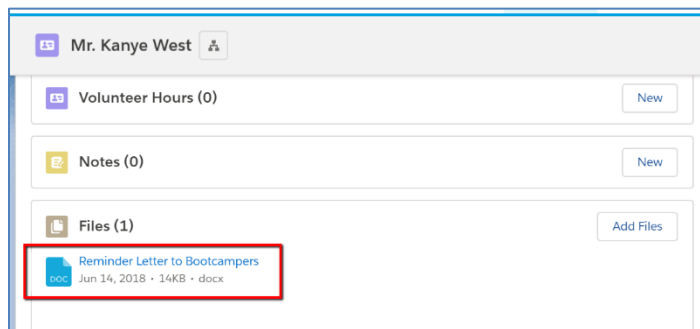 Mr. Kanye West
Volunteer Hours (0) New
Notes (0) New
Files (1) Add Files
Reminder Letter to Bootcampers
DOC Jun 14, 2018 • 14KB • docx